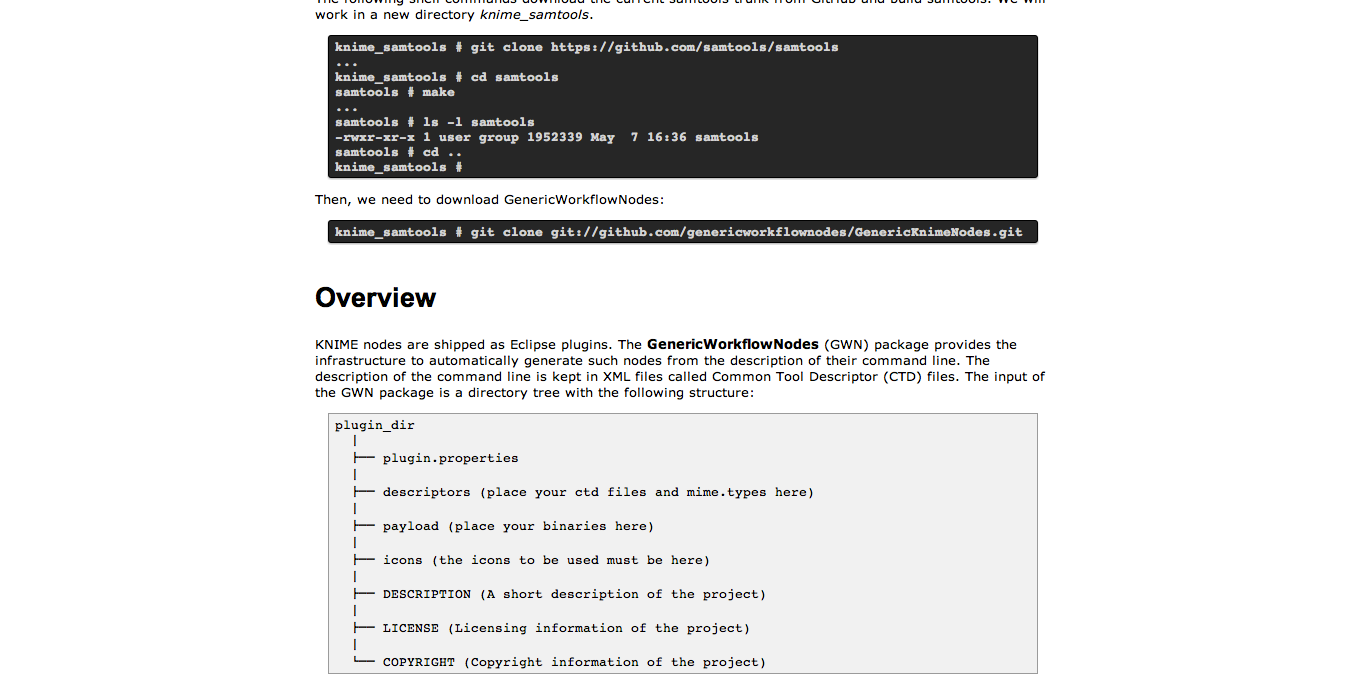 The following shell commands download the current samtools trunk from GitHub and build samtools. We will
work in a new directory knime_samtools.
knime_samtools # git clone https://github.com/samtools/samtools
...
knime_samtools # cd samtools
samtools # make
...
samtools # ls -l samtools
-rwxr-xr-x 1 user group 1952339 May  7 16:36 samtools
samtools # cd ..
knime_samtools #
Then, we need to download GenericWorkflowNodes:
knime_samtools # git clone git://github.com/genericworkflownodes/GenericKnimeNodes.git
Overview
KNIME nodes are shipped as Eclipse plugins. The GenericWorkflowNodes (GWN) package provides the
infrastructure to automatically generate such nodes from the description of their command line. The
description of the command line is kept in XML files called Common Tool Descriptor (CTD) files. The input of
the GWN package is a directory tree with the following structure:
plugin_dir
│
├── plugin.properties
│
├── descriptors (place your ctd files and mime.types here)
│
├── payload (place your binaries here)
│
├── icons (the icons to be used must be here)
│
├── DESCRIPTION (A short description of the project)
│
├── LICENSE (Licensing information of the project)
│
└── COPYRIGHT (Copyright information of the project)